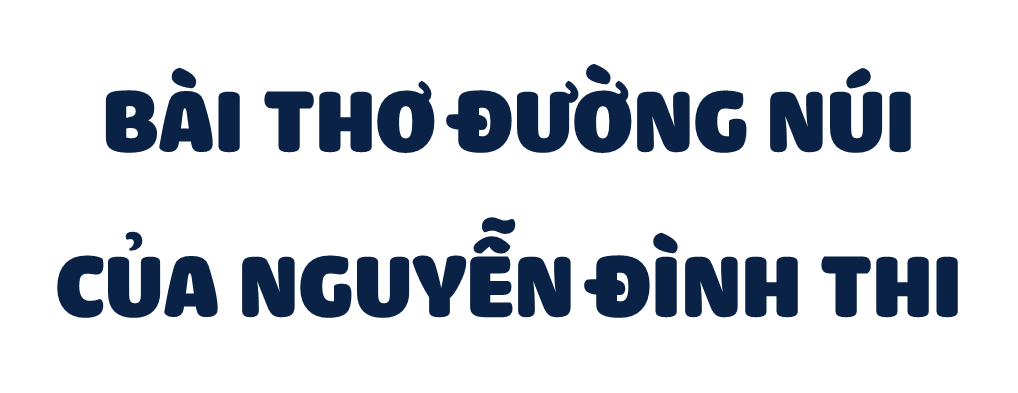 BÀI THƠ ĐƯỜNG NÚI
CỦA NGUYỄN ĐÌNH THI